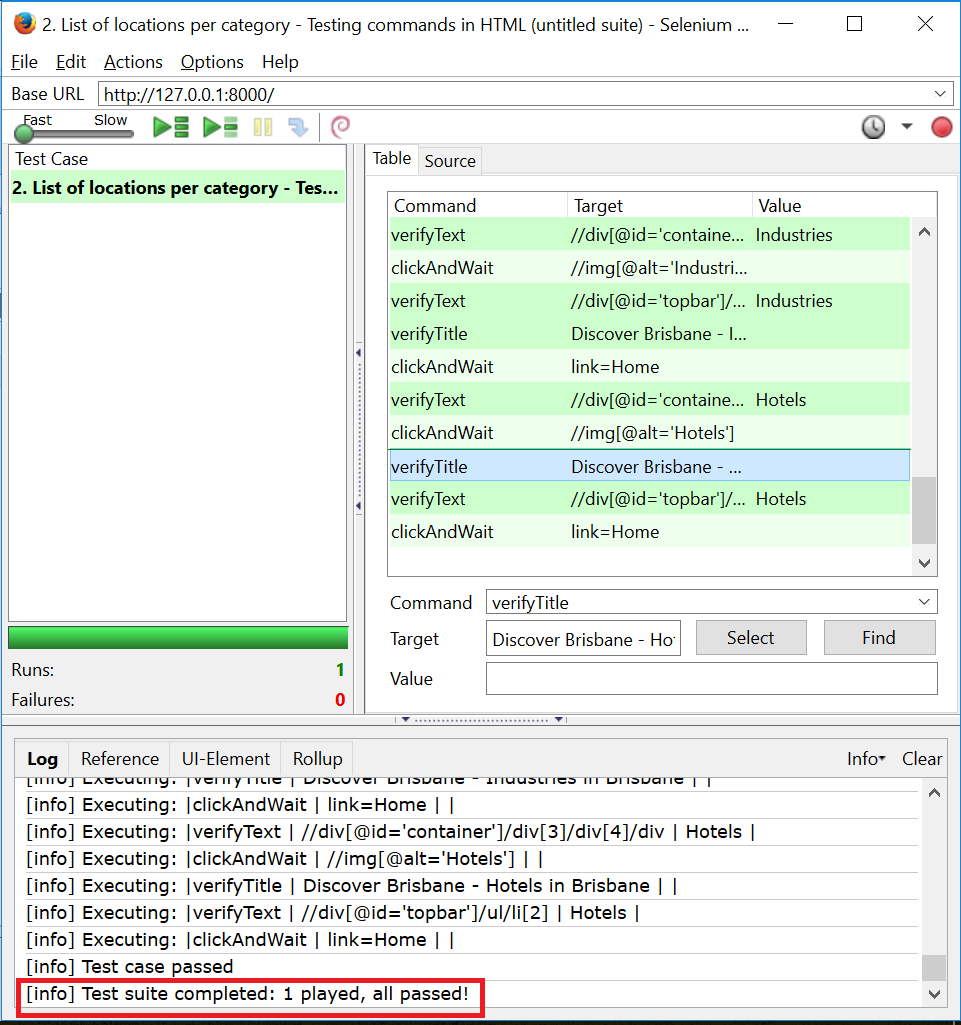 2. List of locations per category - Testing commands in HTML (untitled suite) - Selenium ...
File Edit Actions Options Help
Base URL http://127.0.0.1:8000/
Fast Slow
Test Case
2. List of locations per category - Tes...
Table Source
Command Target Value
verifyText //div[@id='containe... Industries
clickAndWait //img[@alt='Industri...
verifyText //div[@id='topbar']/... Industries
verifyTitle Discover Brisbane - I...
clickAndWait link=Home
verifyText //div[@id='containe... Hotels
clickAndWait //img[@alt='Hotels']
verifyTitle Discover Brisbane - ...
verifyText //div[@id='topbar']/... Hotels
clickAndWait link=Home
Command verifyTitle
Target Discover Brisbane - Ho Select Find
Value
Runs: 1
Failures: 0
Log Reference UI-Element Rollup Info Clear
[info] Executing: |verifyTitle | Discover Brisbane - Industries in Brisbane | |
[info] Executing: |clickAndWait | link=Home | |
[info] Executing: |verifyText | //div[@id='container']/div[3]/div[4]/div | Hotels |
[info] Executing: |clickAndWait | //img[@alt='Hotels'] | |
[info] Executing: |verifyTitle | Discover Brisbane - Hotels in Brisbane | |
[info] Executing: |verifyText | //div[@id='topbar']/ul/li[2] | Hotels |
[info] Executing: |clickAndWait | link=Home | |
[info] Test case passed
[info] Test suite completed: 1 played, all passed!